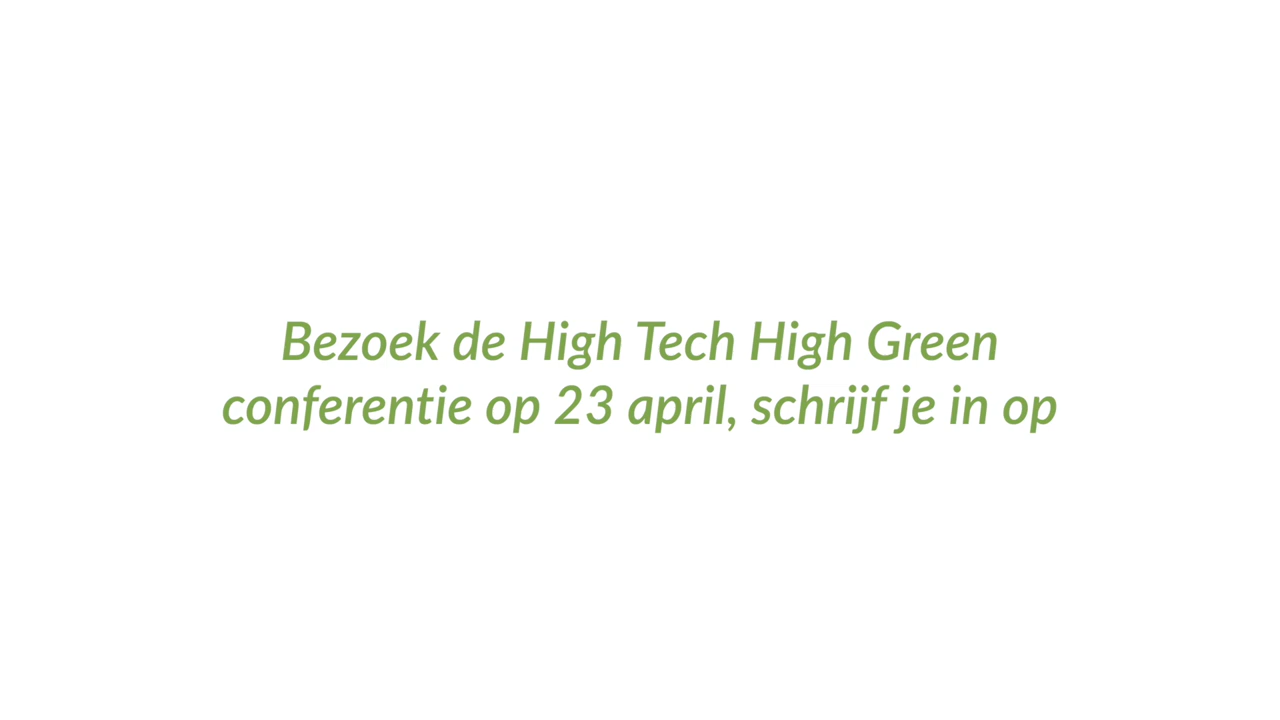 Bezoek de High Tech High Green
conferentie op 23 april, schrijf je in op